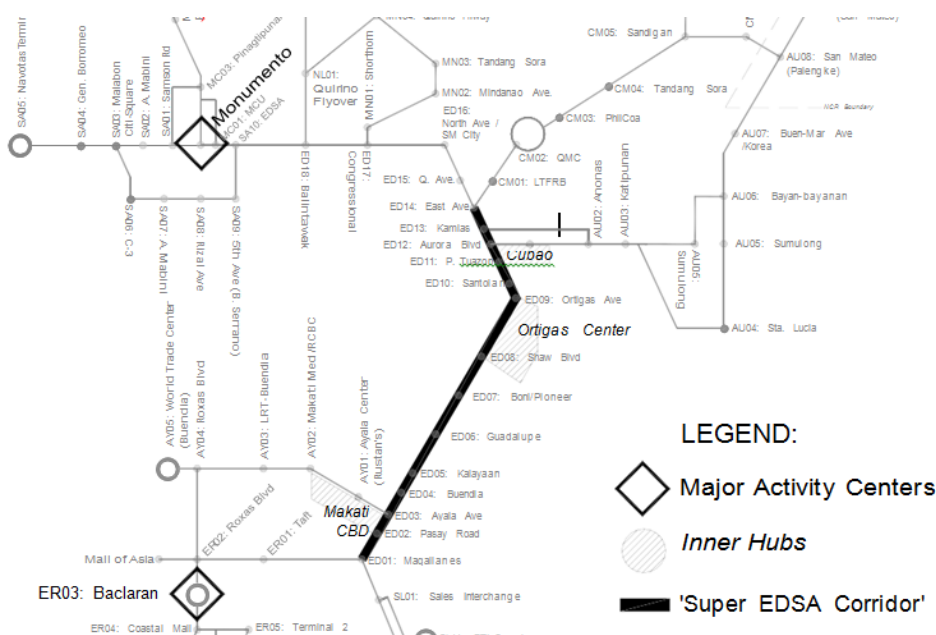 SA05: Navotas Termin
SA04: Gen. Borromeo
SA03: Malabon
Citi-Square
SA02: A. Mabini
SA01: Samson Rd
MC03: Pinagtipunan
Monumento
MC01: MCU
SA10: EDSA
NL01:
Quirino
Flyover
MN01: Shorthorn
MN04: Quirino Hiway
MN03: Tandang Sora
MN02: Mindanao Ave.
ED16:
North Ave /
SM City
CM05: Sandigan
CM04: Tandang Sora
CM03: PhilCoa
CM02: QMC
CM01: LTFRB
AU08: San Mateo
(Palengke)
NCR Boundary
AU07: Buen-Mar Ave
/Korea
AU06: Bayan-bayanan
AU05: Sumulong
AU05:
Sumulong
AU04: Sta. Lucia
AU02: Anonas
AU03: Katipunan
ED18: Balintawak
ED17:
Congressional
ED15: Q. Ave.
ED14: East Ave
ED13: Kamias
ED12: Aurora Blvd
ED11: P. Tuazon
Cubao
ED10: Santolan
ED09: Ortigas Ave
Ortigas Center
ED08: Shaw Blvd
ED07: Boni/Pioneer
ED06: Guadalupe
ED05: Kalayaan
ED04: Buendia
ED03: Ayala Ave
ED02: Pasay Road
ED01: Magallanes
SA06: C-3
SA07: A. Mabini
SA08: Rizal Ave
SA09: 5th Ave (B. Serrano)
AY05: World Trade Center
(Buendia)
AY04: Roxas Blvd
AY03: LRT-Buendia
AY02: Makati Med /RCBC
AY01: Ayala Center
(Rustan's)
Makati
CBD
ER02: Roxas Blvd
ER01: Taft
Mall of Asia
ER03: Baclaran
ER04: Coastal Mall
ER05: Terminal 2
SL01: Sales Interchange
LEGEND:
Major Activity Centers
Inner Hubs
'Super EDSA Corridor'